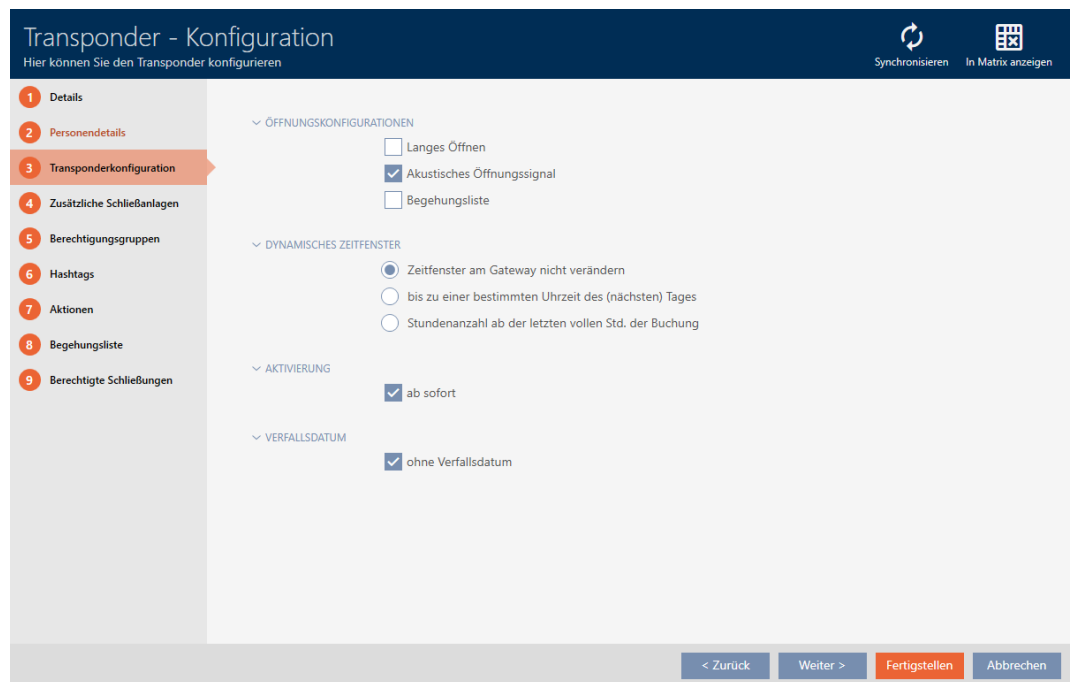 Transponder - Konfiguration
Hier können Sie den Transponder konfigurieren
Synchronisieren
In Matrix anzeigen
1 Details
2 Personendetails
3 Transponderkonfiguration
4 Zusätzliche Schließanlagen
5 Berechtigungsgruppen
6 Hashtags
7 Aktionen
8 Begehungsliste
9 Berechtigte Schließungen
ÖFFNUNGSKONFIGURATIONEN
Langes Öffnen
Akustisches Öffnungssignal
Begehungsliste
DYNAMISCHES ZEITFENSTER
Zeitfenster am Gateway nicht verändern
bis zu einer bestimmten Uhrzeit des (nächsten) Tages
Stundenanzahl ab der letzten vollen Std. der Buchung
AKTIVIERUNG
ab sofort
VERFALLSDATUM
ohne Verfallsdatum
< Zurück
Weiter >
Fertigstellen
Abbrechen